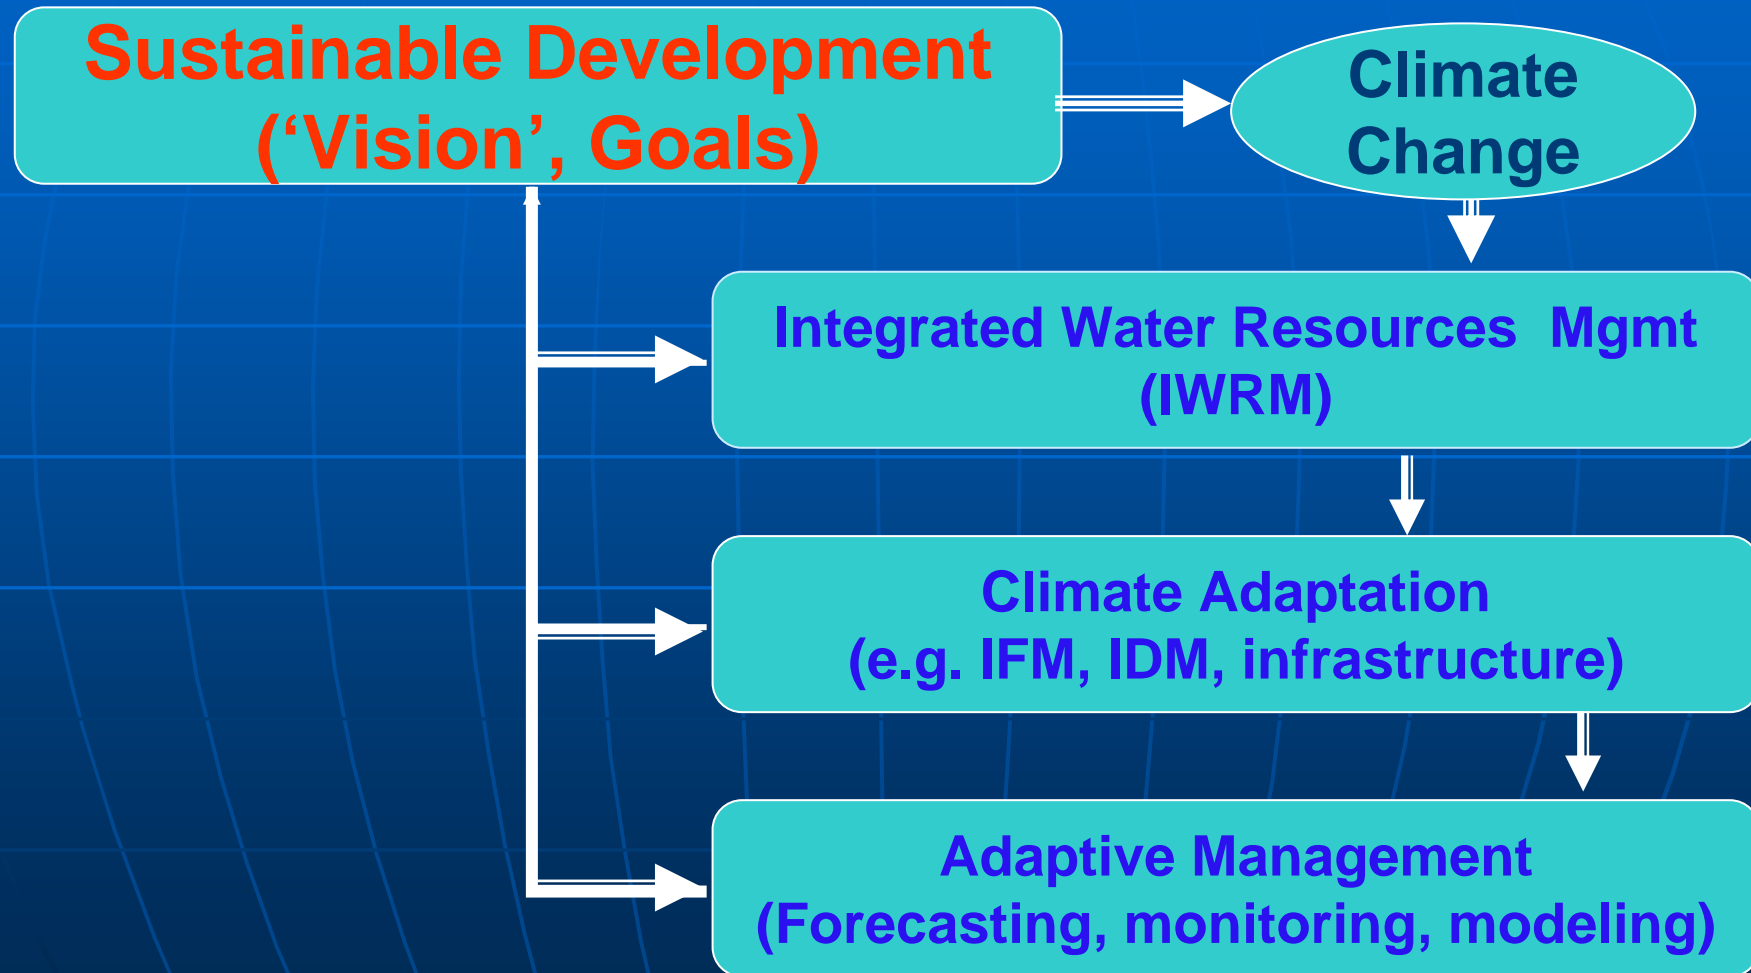 Sustainable Development
(‘Vision’, Goals)
Climate
Change
Integrated Water Resources  Mgmt
(IWRM)
Climate Adaptation
(e.g. IFM, IDM, infrastructure)
Adaptive Management
(Forecasting, monitoring, modeling)